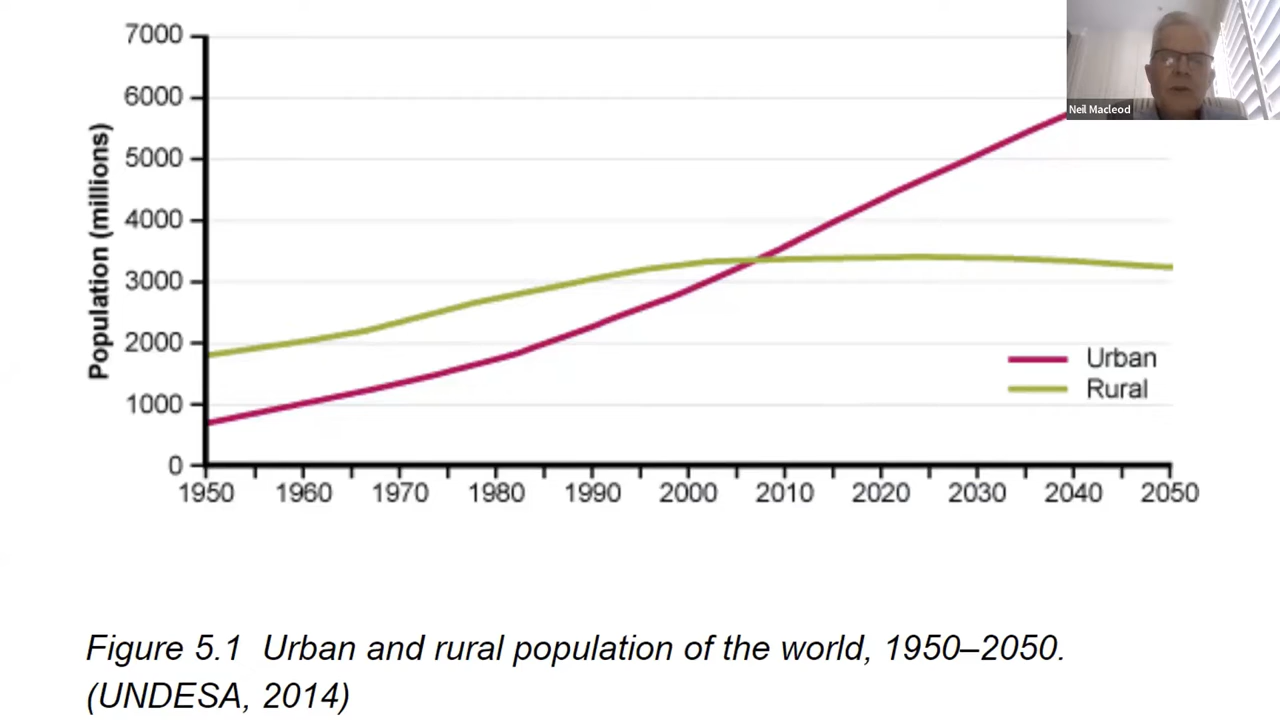 7000
6000
5000
4000
3000
2000
1000
0
Population (millions)
1950 1960 1970 1980 1990 2000 2010 2020 2030 2040 2050
Urban
Rural
Neil Macleod
Figure 5.1 Urban and rural population of the world, 1950–2050.
(UNDESA, 2014)